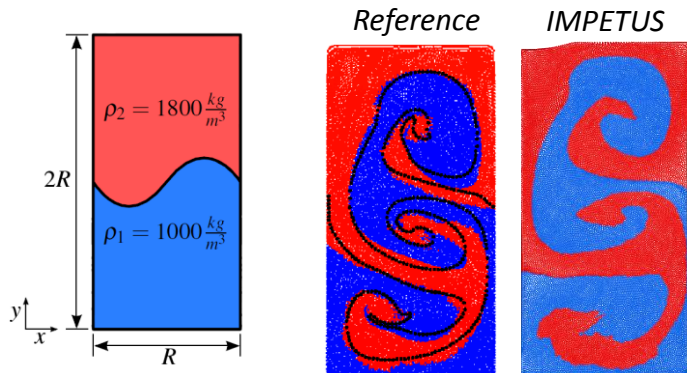 Reference IMPETUS
ρ₂ = 1800 kg/m³
2R
ρ₁ = 1000 kg/m³
y
x
R